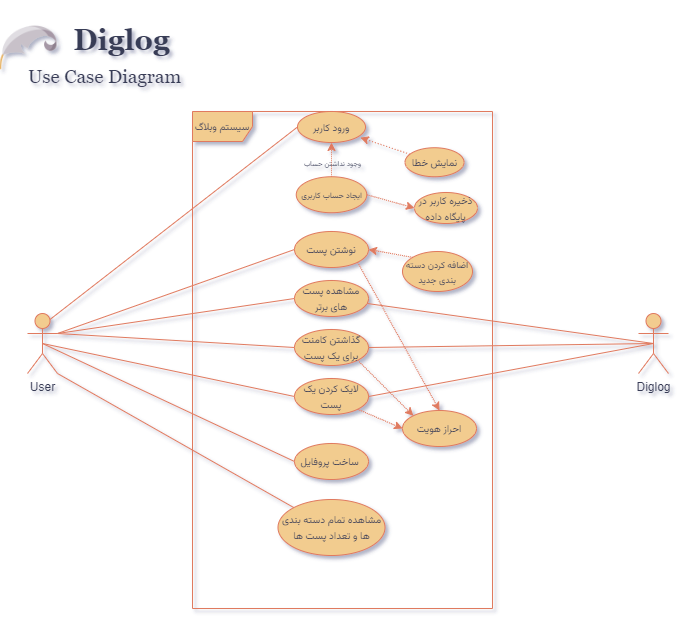 Diglog
Use Case Diagram
سیستم وبلاگ
ورود کاربر
نمایش خطا
وجود نداشتن حساب
ایجاد حساب کاربری
ذخیره کاربر در
پایگاه داده
نوشتن پست
اضافه کردن دسته
بندی جدید
مشاهده پست
های برتر
گذاشتن کامنت
برای یک پست
لایک کردن یک
پست
احراز هویت
ساخت پروفایل
مشاهده تمام دسته بندی
ها و تعداد پست ها
User
Diglog